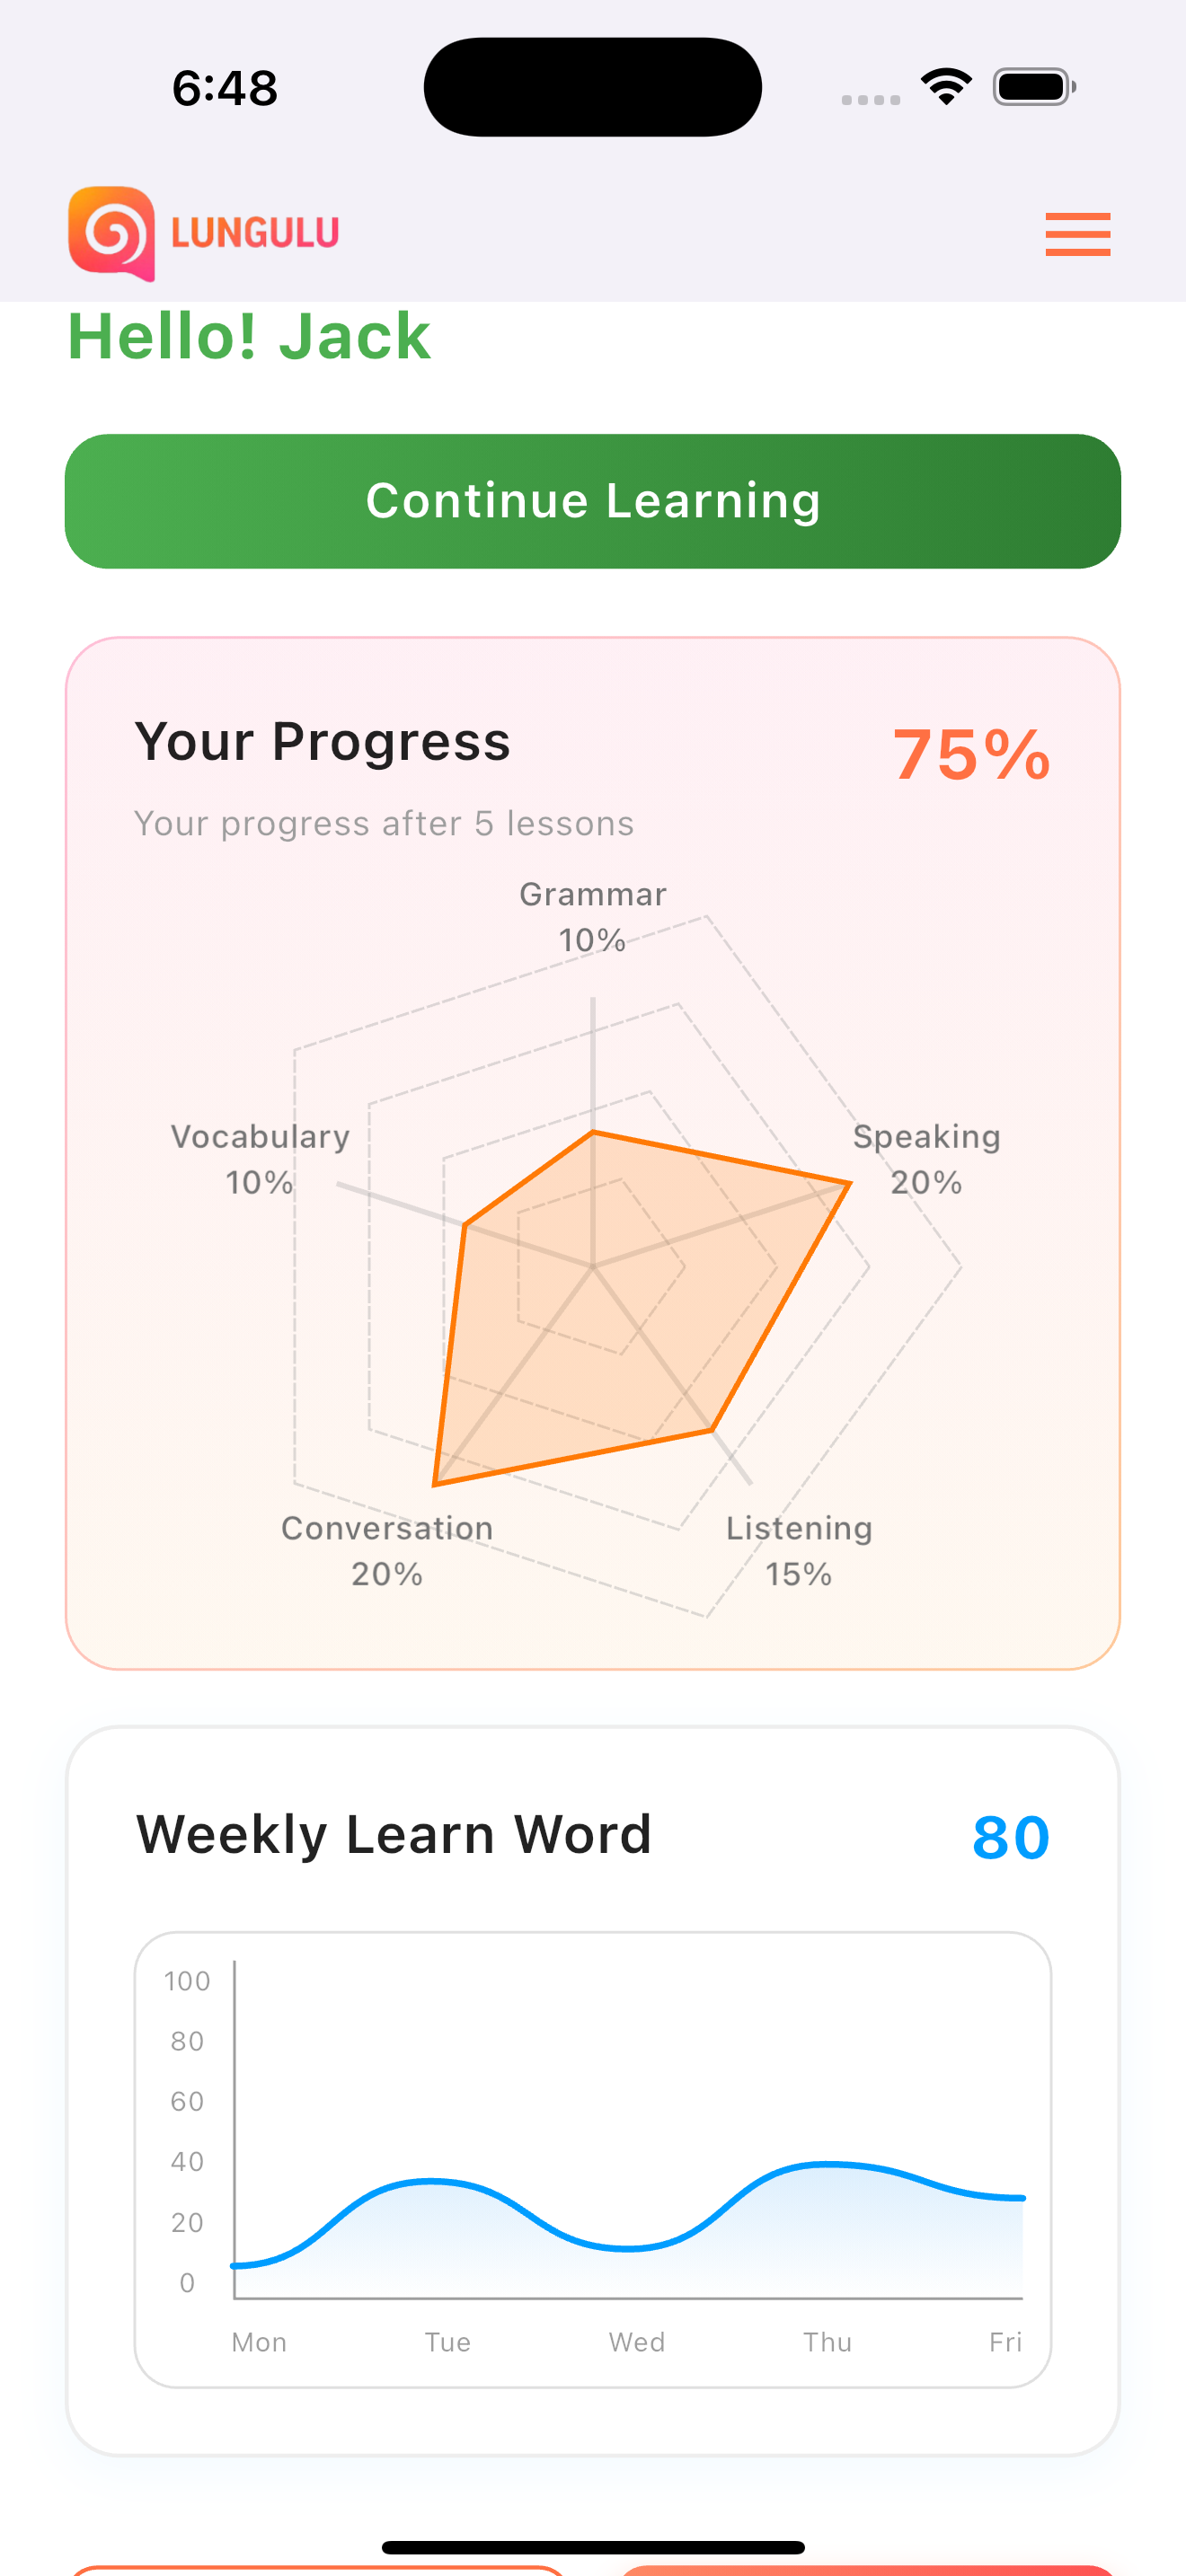 6:48
LUNGULU
Hello! Jack
Continue Learning
Your Progress
75%
Your progress after 5 lessons
Grammar
10%
Vocabulary
10%
Speaking
20%
Conversation
20%
Listening
15%
Weekly Learn Word
80
100
80
60
40
20
0
Mon Tue Wed Thu Fri